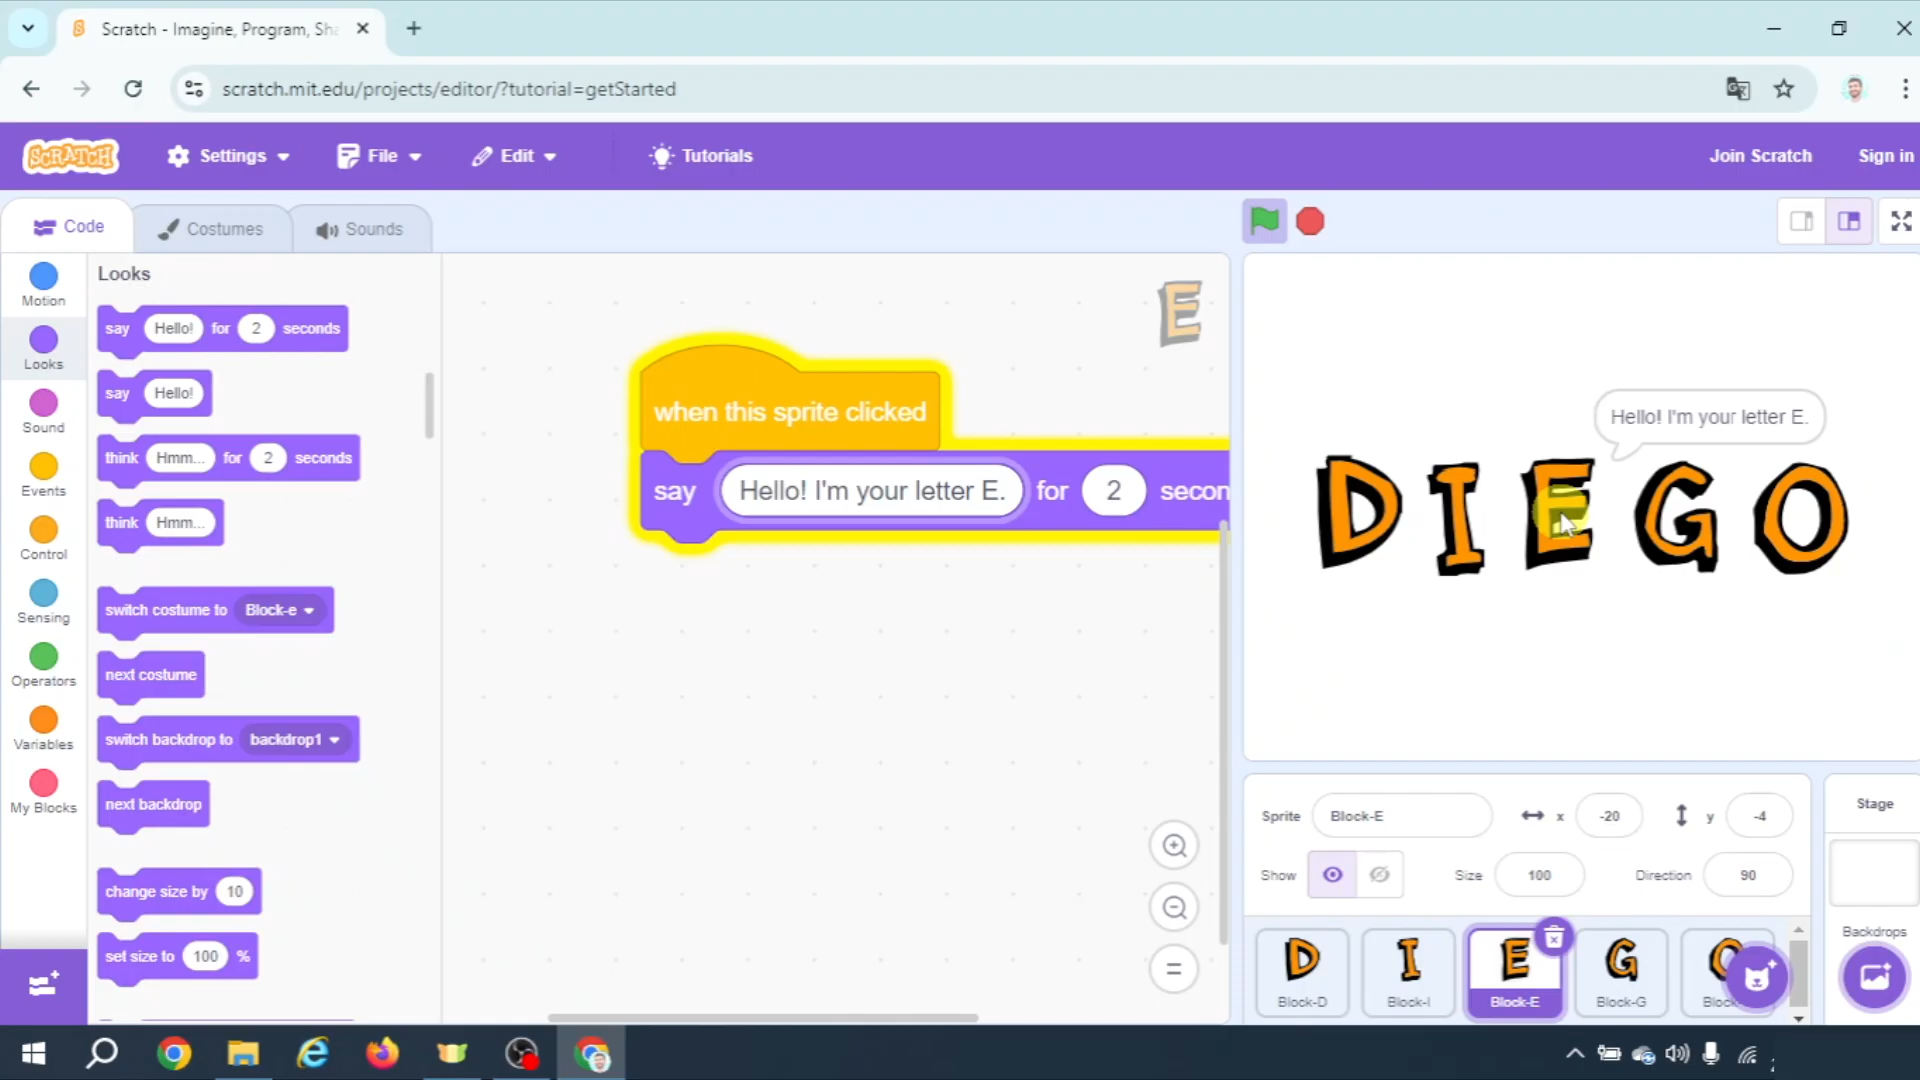 Scratch - Imagine, Program, Sha
scratch.mit.edu/projects/editor/?tutorial=getStarted
SCRATCH Settings File Edit Tutorials Join Scratch Sign in
Code Costumes Sounds
Motion
Looks
Sound
Events
Control
Sensing
Operators
Variables
My Blocks
Looks
say Hello! for 2 seconds
say Hello!
think Hmm... for 2 seconds
think Hmm...
switch costume to Block-e
next costume
switch backdrop to backdrop1
next backdrop
change size by 10
set size to 100 %
E
when this sprite clicked
say Hello! I'm your letter E. for 2 secon
Hello! I'm your letter E.
D I E G O
Sprite Block-E x -20 y -4
Show Size 100 Direction 90
D I E G O
Block-D Block-I Block-E Block-G Bloc
Stage
Backdrops